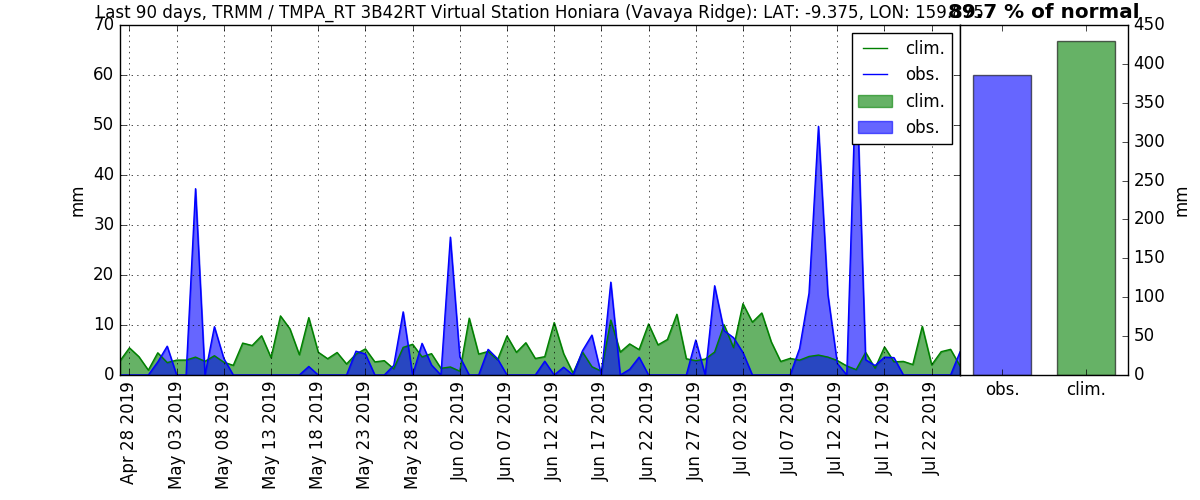 Last 90 days, TRMM / TMPA_RT 3B42RT Virtual Station Honiara (Vavaya Ridge): LAT: -9.375, LON: 159.875
89.7 % of normal
70
60
50
40
30
20
10
0
mm
clim.
obs.
clim.
obs.
450
400
350
300
250
200
150
100
50
0
mm
Apr 28 2019
May 03 2019
May 08 2019
May 13 2019
May 18 2019
May 23 2019
May 28 2019
Jun 02 2019
Jun 07 2019
Jun 12 2019
Jun 17 2019
Jun 22 2019
Jun 27 2019
Jul 02 2019
Jul 07 2019
Jul 12 2019
Jul 17 2019
Jul 22 2019
obs.
clim.